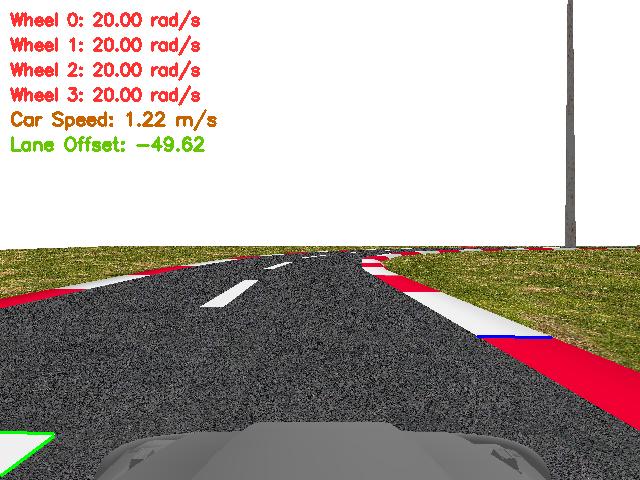 Wheel 0: 20.00 rad/s
Wheel 1: 20.00 rad/s
Wheel 2: 20.00 rad/s
Wheel 3: 20.00 rad/s
Car Speed: 1.22 m/s
Lane Offset: -49.62